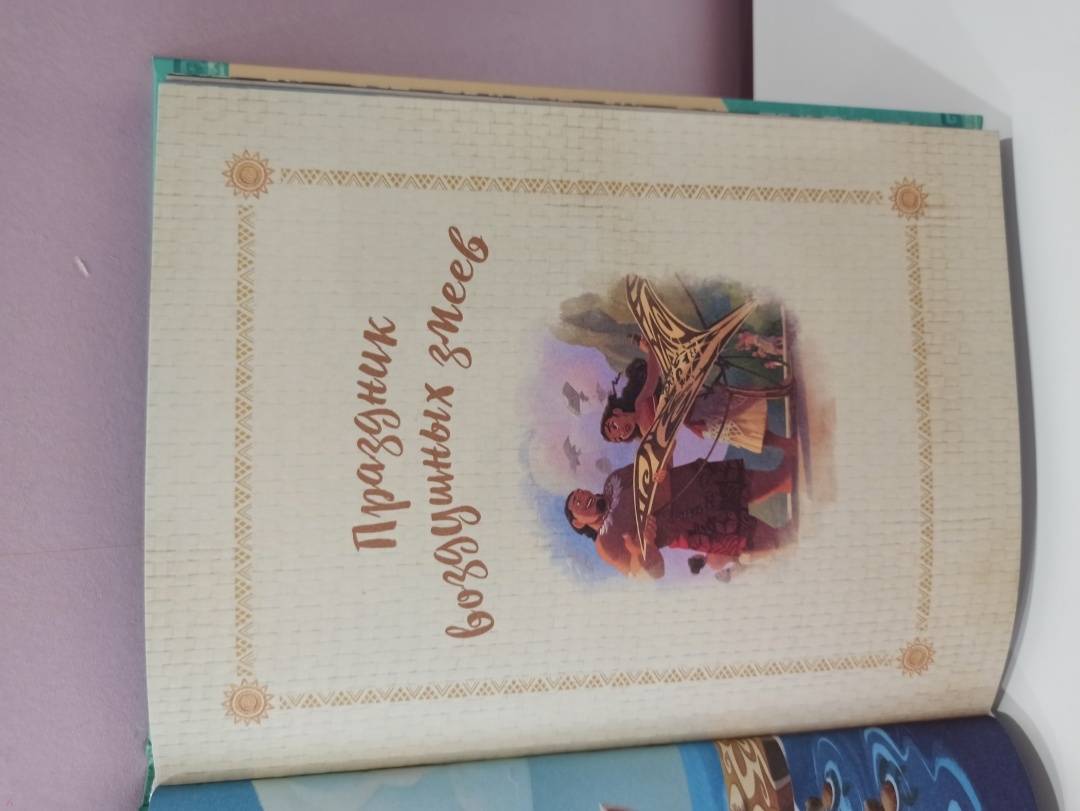 Праздник
воздушных змеев